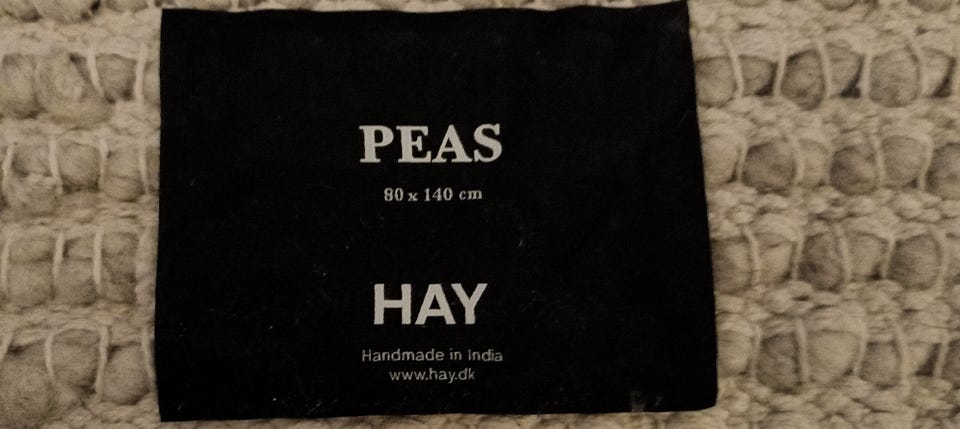 PEAS
80 x 140 cm
HAY
Handmade in India
www.hay.dk